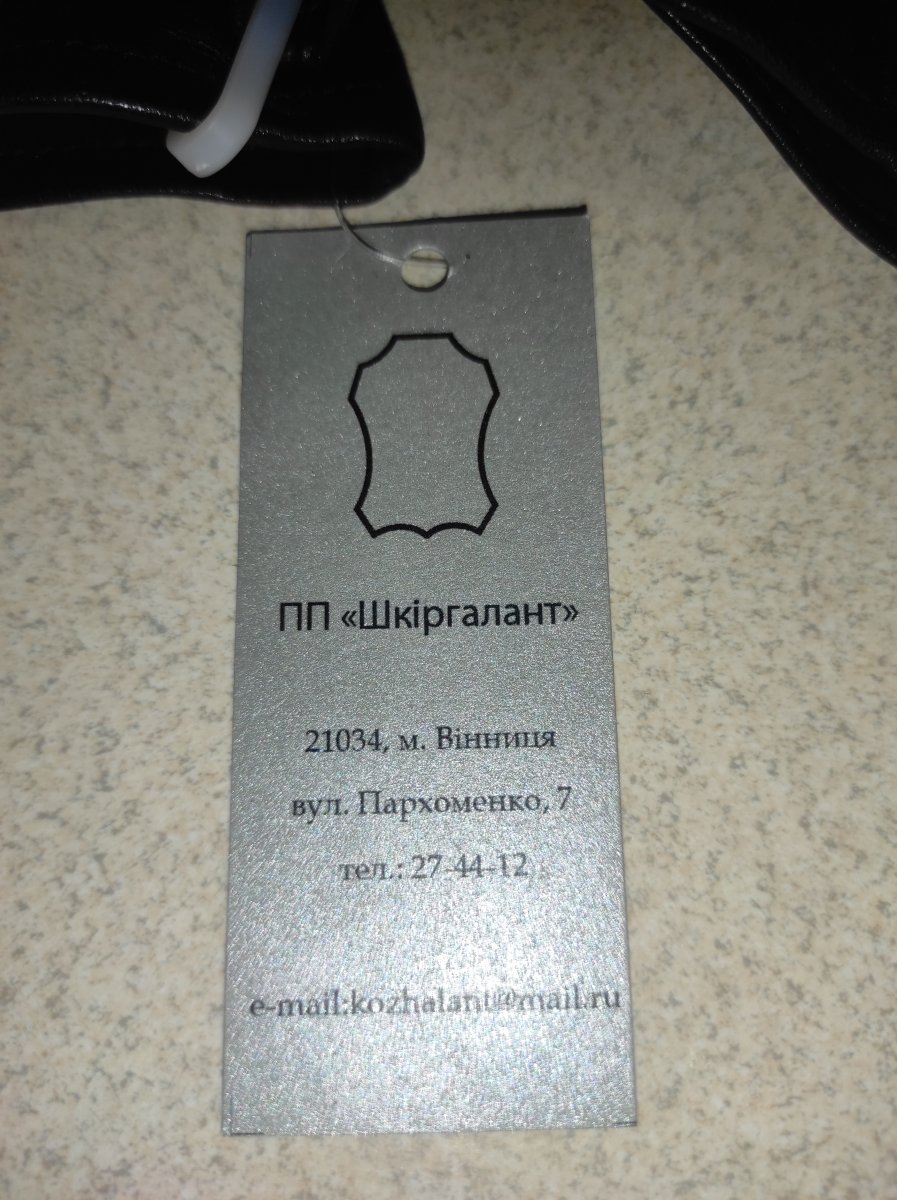 ПП «Шкіргалант»
21034, м. Вінниця
вул. Пархоменко, 7
тел.: 27-44-12
e-mail:kozhalant@mail.ru